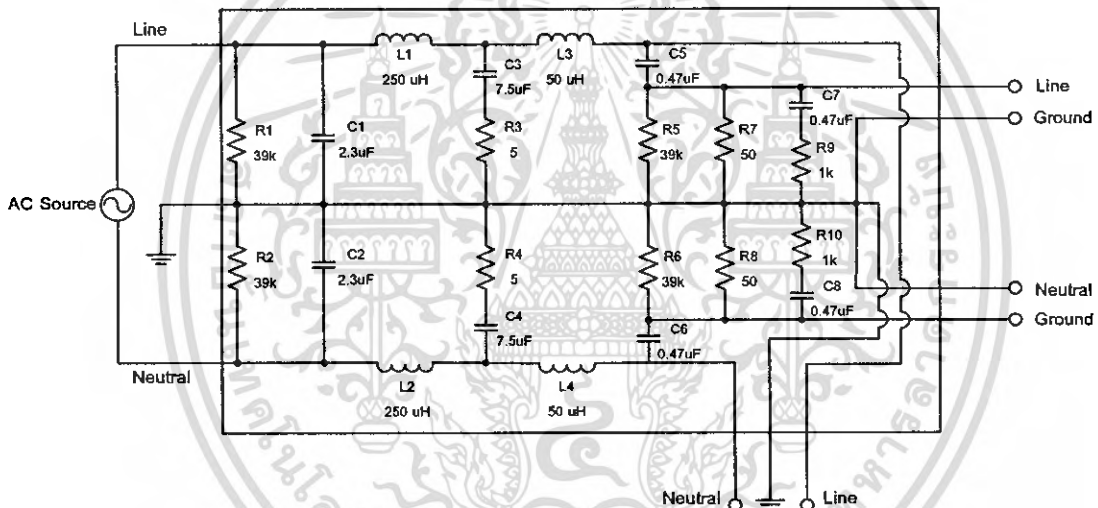 Line
L1
250 uH
L3
50 uH
C3
7.5uF
C5
0.47uF
Line
Ground
R1
39k
C1
2.3uF
R3
5
R5
39k
R7
50
C7
0.47uF
R9
1k
AC Source
R2
39k
C2
2.3uF
R4
5
C4
7.5uF
R6
39k
R8
50
R10
1k
C8
0.47uF
C6
0.47uF
Neutral
Ground
Neutral
L2
250 uH
L4
50 uH
Neutral
Line